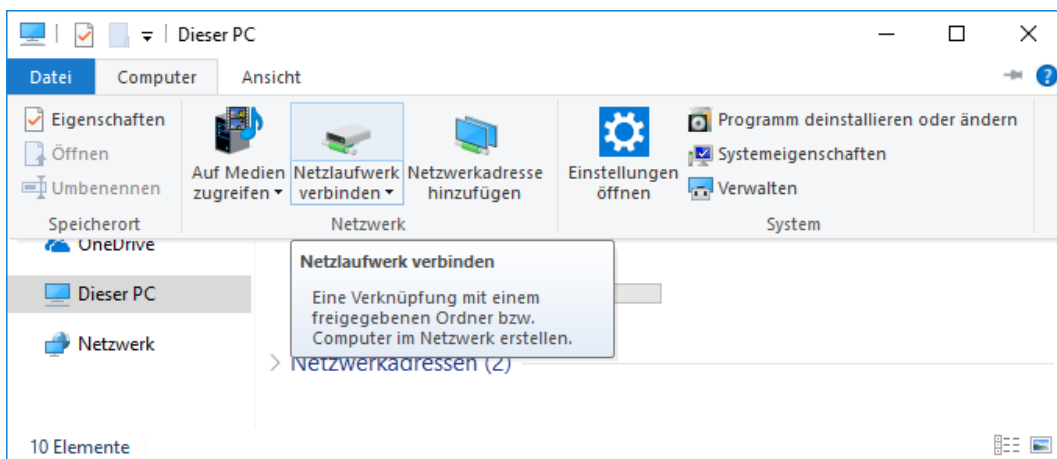 Dieser PC
Datei Computer Ansicht
Eigenschaften
Öffnen
Umbenennen
Speicherort
Auf Medien
zugreifen
Netzlaufwerk
verbinden
Netzwerkadresse
hinzufügen
Netzwerk
Einstellungen
öffnen
Programm deinstallieren oder ändern
Systemeigenschaften
Verwalten
System
OneDrive
Dieser PC
Netzwerk
Netzlaufwerk verbinden
Eine Verknüpfung mit einem
freigegebenen Ordner bzw.
Computer im Netzwerk erstellen.
Netzwerkadressen (2)
10 Elemente